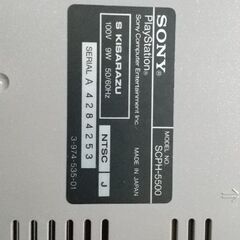 SONY
MODEL NO.
SCPH-5500
PlayStation
Sony Computer Entertainment Inc.
MADE IN JAPAN
S KISARAZU
100V 9W 50/60Hz
NTSC J
SERIAL A 4284253
3-974-535-01